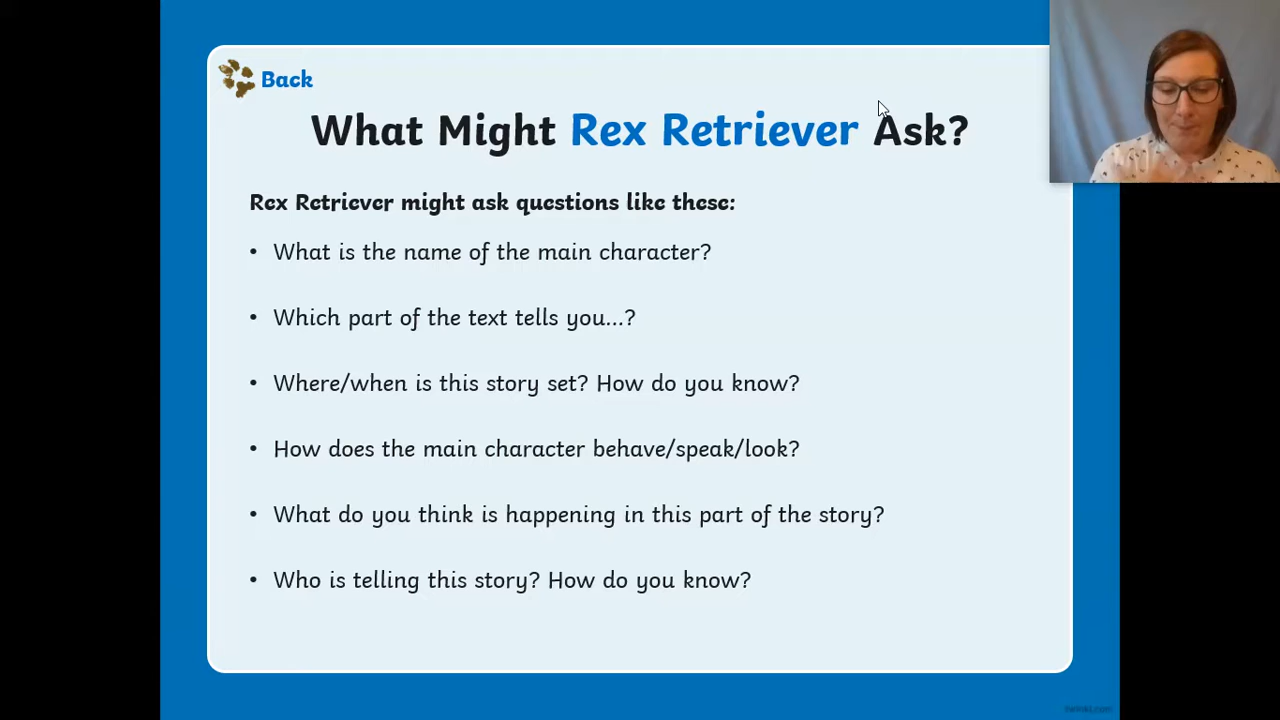 Back
What Might Rex Retriever Ask?
Rex Retriever might ask questions like these:
• What is the name of the main character?
• Which part of the text tells you...?
• Where/when is this story set? How do you know?
• How does the main character behave/speak/look?
• What do you think is happening in this part of the story?
• Who is telling this story? How do you know?